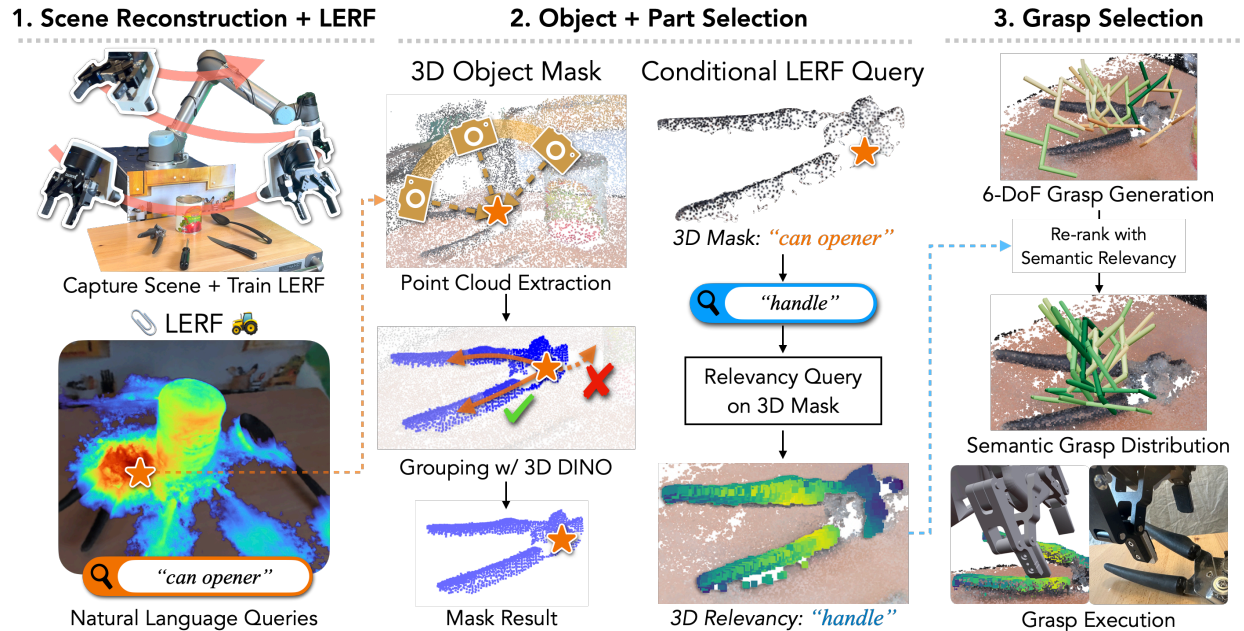 1. Scene Reconstruction + LERF
Capture Scene + Train LERF
LERF
“can opener”
Natural Language Queries
2. Object + Part Selection
3D Object Mask
Point Cloud Extraction
Grouping w/ 3D DINO
Mask Result
Conditional LERF Query
3D Mask: “can opener”
“handle”
Relevancy Query
on 3D Mask
3D Relevancy: “handle”
3. Grasp Selection
6-DoF Grasp Generation
Re-rank with
Semantic Relevancy
Semantic Grasp Distribution
Grasp Execution